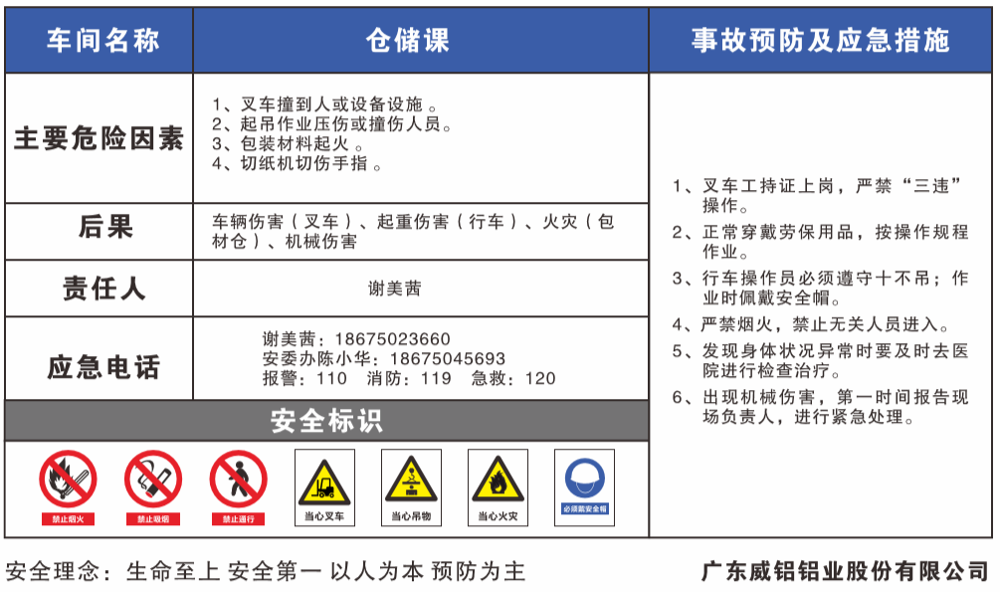 车间名称
仓储课
事故预防及应急措施
主要危险因素
1、叉车撞到人或设备设施 。
2、起吊作业压伤或撞伤人员。
3、包装材料起火 。
4、切纸机切伤手指 。
后果
车辆伤害（叉车）、起重伤害（行车）、火灾（包
材仓）、机械伤害
责任人
谢美茜
应急电话
谢美茜：18675023660
安委办陈小华：18675045693
报警：110 消防：119 急救：120
1、叉车工持证上岗，严禁“三违”
操作。
2、正常穿戴劳保用品，按操作规程
作业。
3、行车操作员必须遵守十不吊；作
业时佩戴安全帽。
4、严禁烟火，禁止无关人员进入。
5、发现身体状况异常时要及时去医
院进行检查治疗。
6、出现机械伤害，第一时间报告现
场负责人，进行紧急处理。
安全标识
禁止烟火
禁止吸烟
禁止通行
当心叉车
当心吊物
当心火灾
必须戴安全帽
安全理念：生命至上 安全第一 以人为本 预防为主
广东威铝铝业股份有限公司